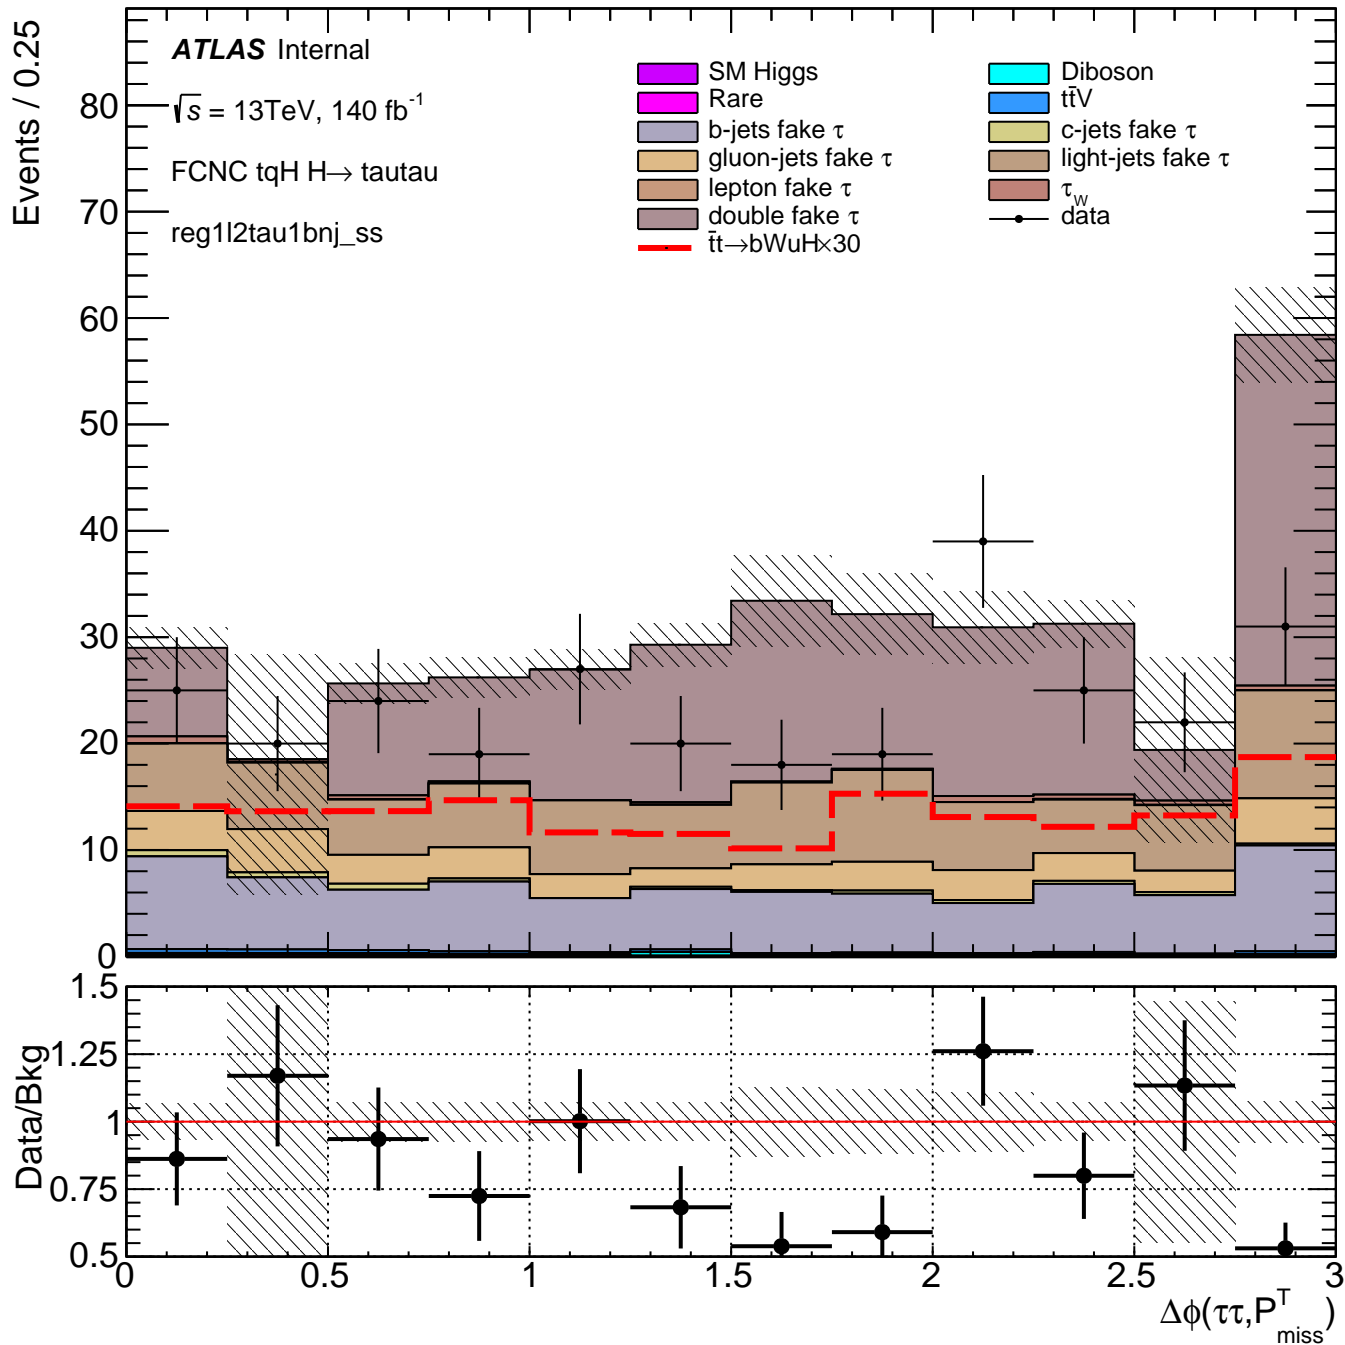 Events / 0.25
ATLAS Internal
√s = 13TeV, 140 fb⁻¹
FCNC tqH H→ tautau
reg1l2tau1bnj_ss
SM Higgs
Rare
b-jets fake τ
gluon-jets fake τ
lepton fake τ
double fake τ
t̄t→bWuH×30
Diboson
tt̄V
c-jets fake τ
light-jets fake τ
τ_W
data
80
70
60
50
40
30
20
10
0
Data/Bkg
1.5
1.25
1
0.75
0.5
0 0.5 1 1.5 2 2.5 3
Δϕ(ττ,P^T_miss)